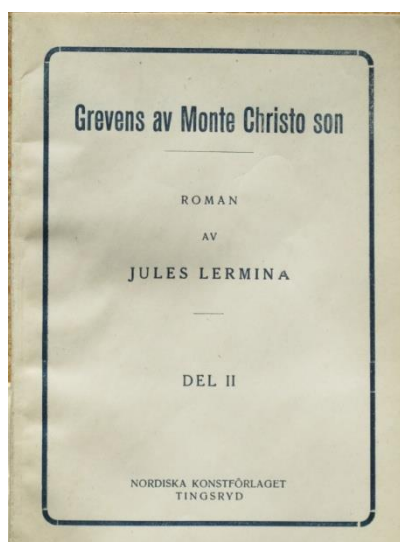 Grevens av Monte Christo son
ROMAN
AV
JULES LERMINA
DEL II
NORDISKA KONSTFÖRLAGET
TINGSRYD